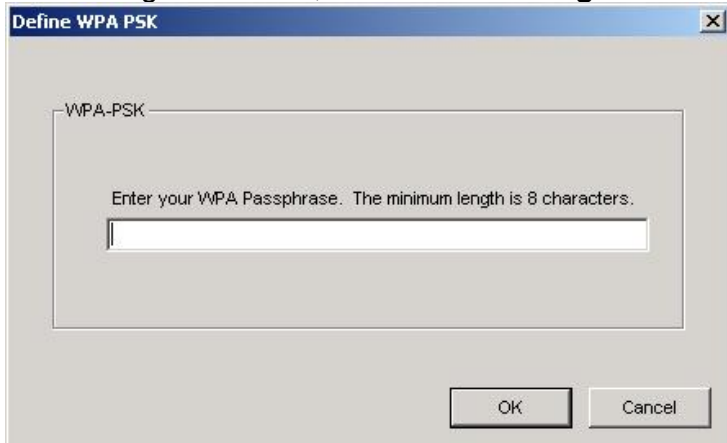 Define WPA PSK
WPA-PSK
Enter your WPA Passphrase. The minimum length is 8 characters.
OK Cancel